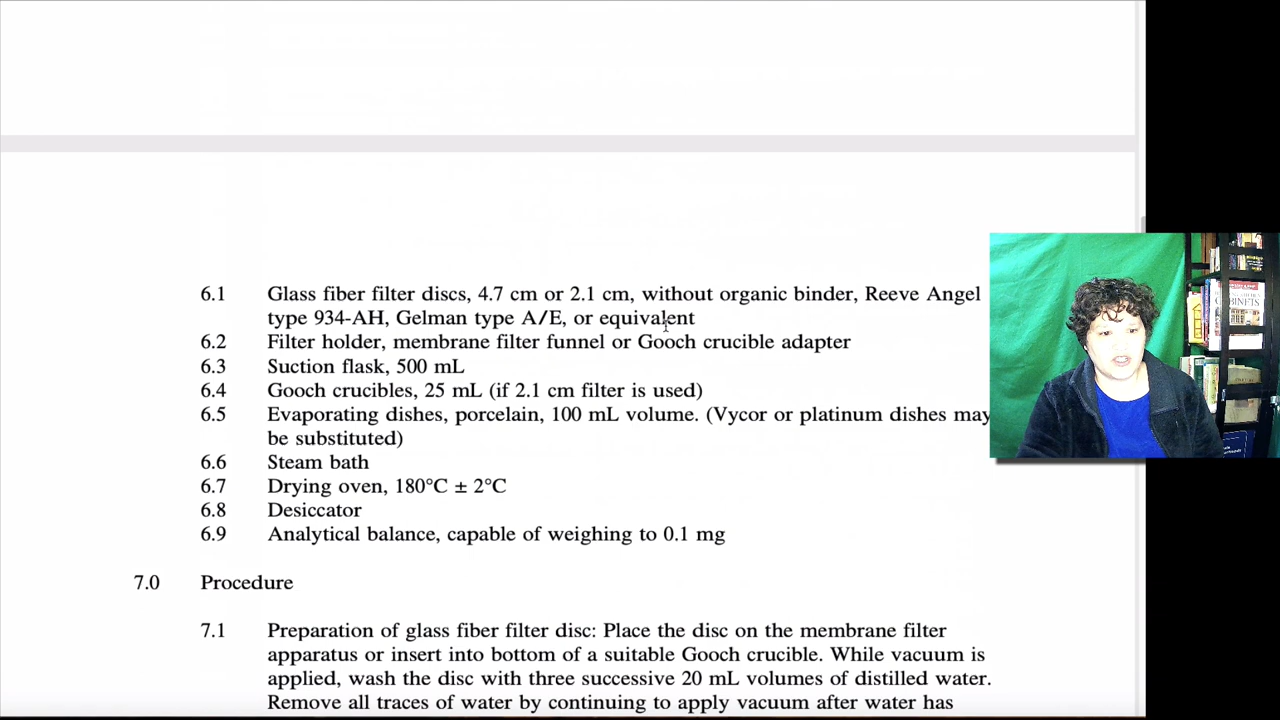 6.1 Glass fiber filter discs, 4.7 cm or 2.1 cm, without organic binder, Reeve Angel
type 934-AH, Gelman type A/E, or equivalent
6.2 Filter holder, membrane filter funnel or Gooch crucible adapter
6.3 Suction flask, 500 mL
6.4 Gooch crucibles, 25 mL (if 2.1 cm filter is used)
6.5 Evaporating dishes, porcelain, 100 mL volume. (Vycor or platinum dishes may
be substituted)
6.6 Steam bath
6.7 Drying oven, 180°C ± 2°C
6.8 Desiccator
6.9 Analytical balance, capable of weighing to 0.1 mg
7.0 Procedure
7.1 Preparation of glass fiber filter disc: Place the disc on the membrane filter
apparatus or insert into bottom of a suitable Gooch crucible. While vacuum is
applied, wash the disc with three successive 20 mL volumes of distilled water.
Remove all traces of water by continuing to apply vacuum after water has